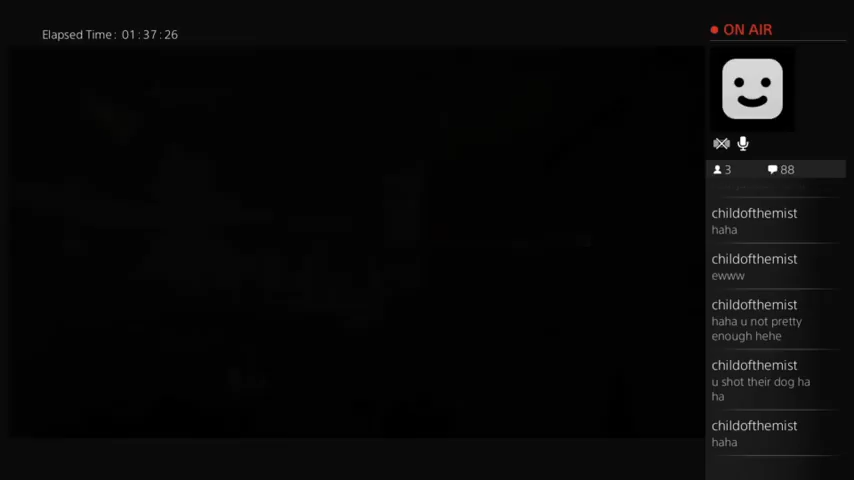 Elapsed Time: 01:37:26
ON AIR
3 88
childofthemist
haha
childofthemist
ewww
childofthemist
haha u not pretty
enough hehe
childofthemist
u shot their dog ha
ha
childofthemist
haha